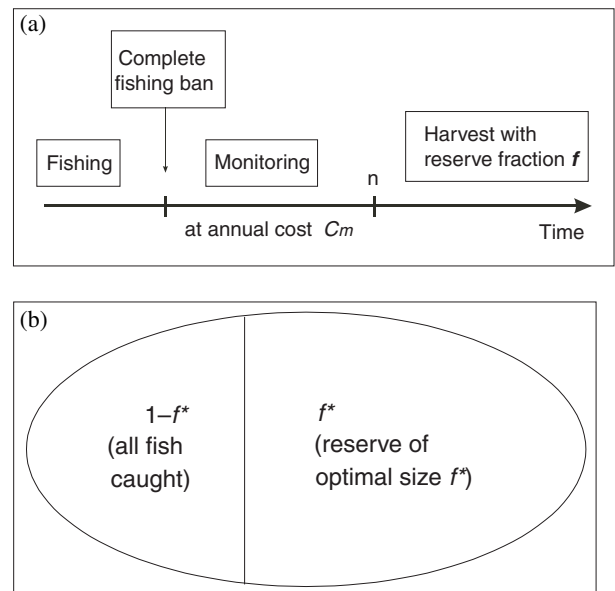 (a)
Complete
fishing ban
Fishing
Monitoring
n
Harvest with
reserve fraction f
at annual cost Cm
Time
(b)
1–f*
(all fish
caught)
f*
(reserve of
optimal size f*)